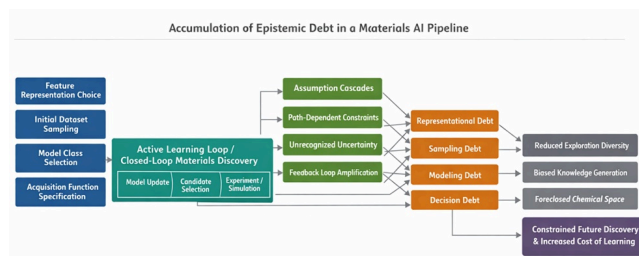 Accumulation of Epistemic Debt in a Materials AI Pipeline
Feature
Representation Choice
Initial Dataset
Sampling
Model Class
Selection
Acquisition Function
Specification
Active Learning Loop /
Closed-Loop Materials Discovery
Model Update
Candidate
Selection
Experiment /
Simulation
Assumption Cascades
Path-Dependent Constraints
Unrecognized Uncertainty
Feedback Loop Amplification
Representational Debt
Sampling Debt
Modeling Debt
Decision Debt
Reduced Exploration Diversity
Biased Knowledge Generation
Foreclosed Chemical Space
Constrained Future Discovery
& Increased Cost of Learning